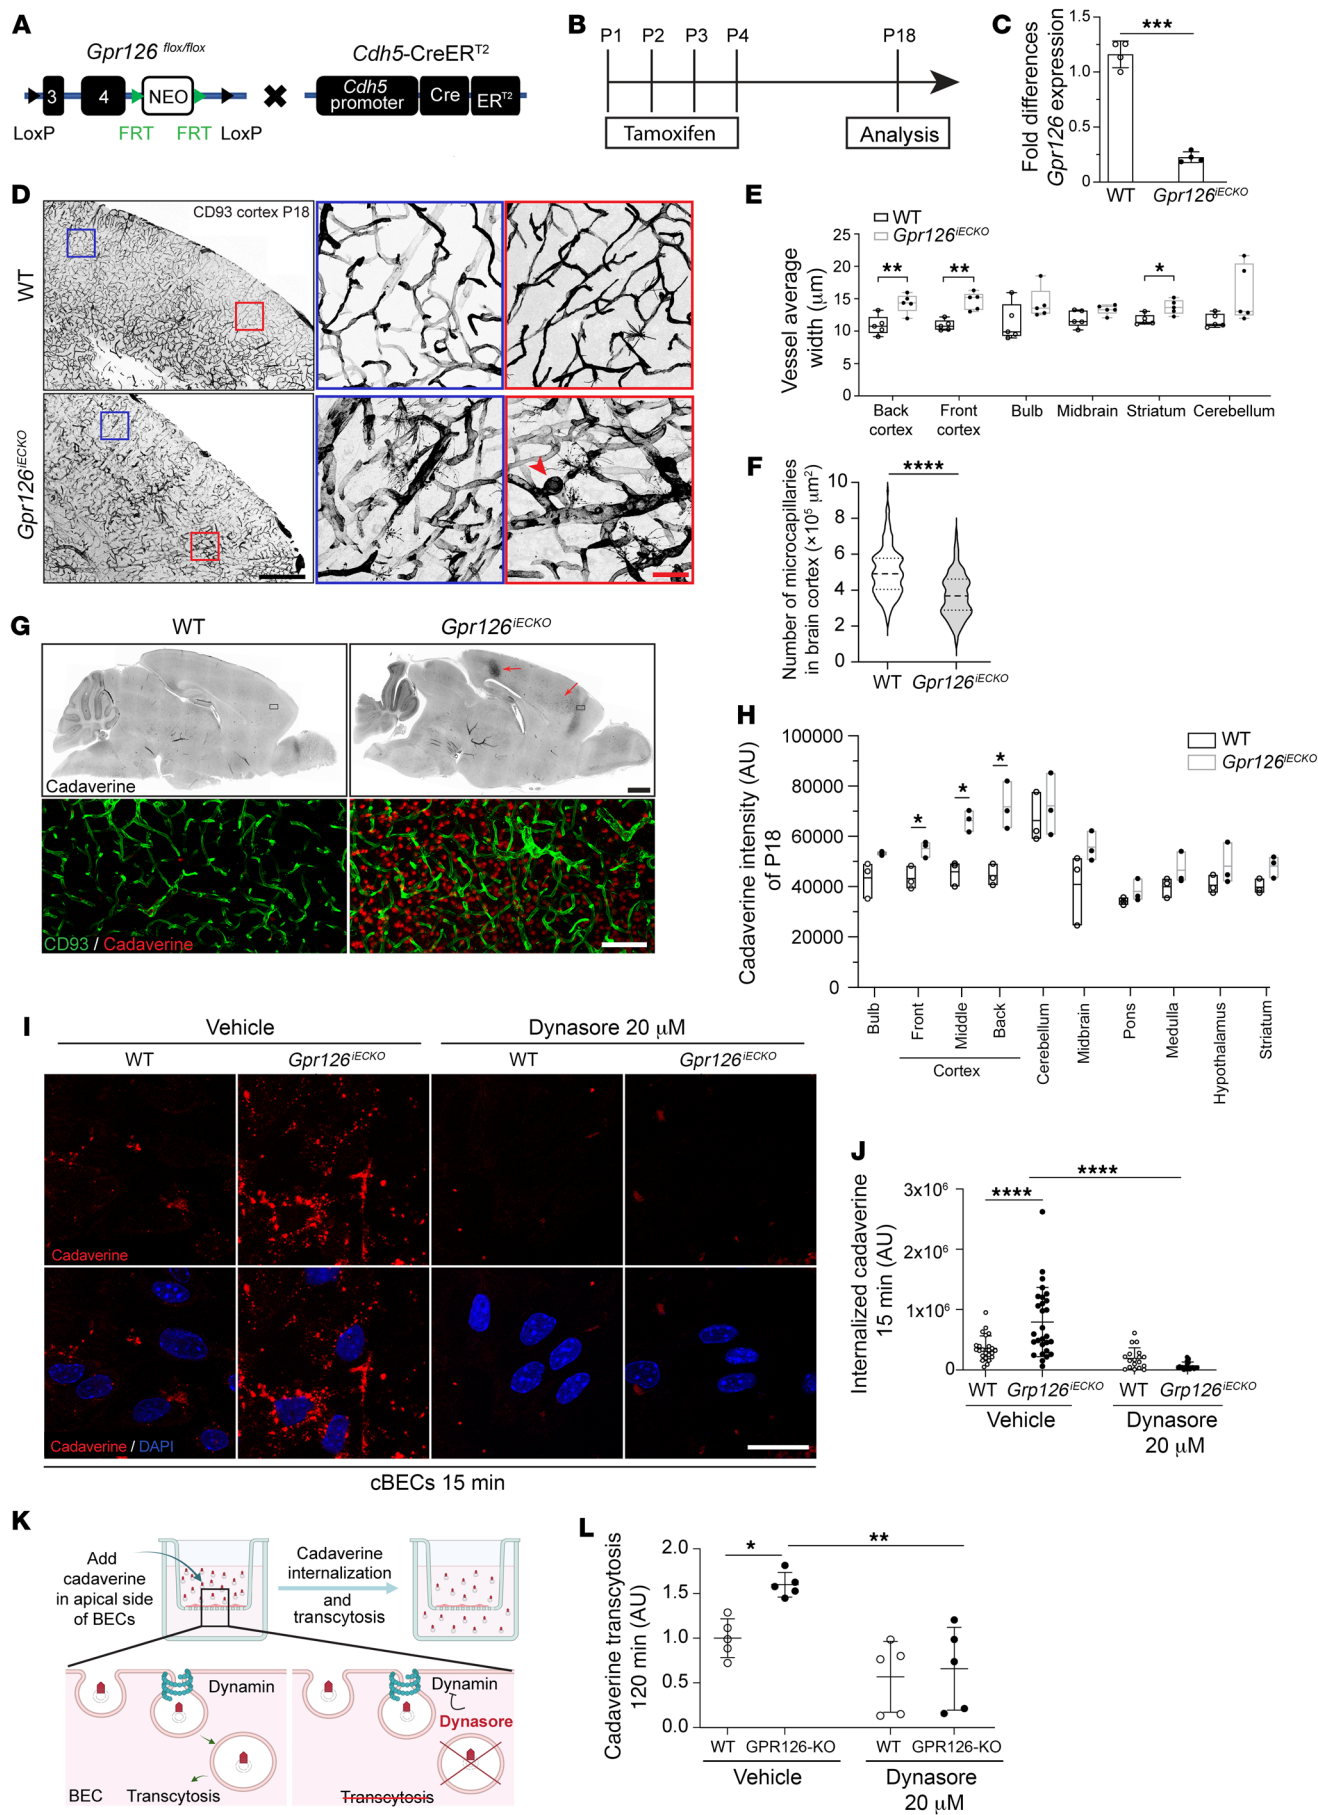 A
Gpr126 flox/flox
Cdh5-CreERT2
3
4
NEO
Cdh5
promoter
Cre
ERT2
LoxP
FRT
FRT
LoxP
B
P1
P2
P3
P4
P18
Tamoxifen
Analysis
C
Fold differences
Gpr126 expression
1.5
1.0
0.5
0
***
WT
Gpr126iECKO
D
WT
CD93 cortex P18
Gpr126iECKO
E
WT
Gpr126iECKO
Vessel average
width (μm)
25
20
15
10
5
0
**
**
*
Back
cortex
Front
cortex
Bulb
Midbrain
Striatum
Cerebellum
F
Number of microcapillaries
in brain cortex (×10⁵ μm²)
10
8
6
4
2
0
****
WT
Gpr126iECKO
G
WT
Gpr126iECKO
Cadaverine
CD93 / Cadaverine
H
Cadaverine intensity (AU)
of P18
100000
80000
60000
40000
20000
0
WT
Gpr126iECKO
*
*
*
Bulb
Front
Middle
Back
Cortex
Cerebellum
Midbrain
Pons
Medulla
Hypothalamus
Striatum
I
Vehicle
Dynasore 20 μM
WT
Gpr126iECKO
WT
Gpr126iECKO
Cadaverine
Cadaverine / DAPI
cBECs 15 min
J
Internalized cadaverine
15 min (AU)
3x10⁶
2x10⁶
1x10⁶
0
****
****
WT
Grp126iECKO
WT
Grp126iECKO
Vehicle
Dynasore
20 μM
K
Add
cadaverine
in apical side
of BECs
Cadaverine
internalization
and
transcytosis
Dynamin
BEC
Transcytosis
Dynamin
Dynasore
Transcytosis
L
Cadaverine transcytosis
120 min (AU)
2.0
1.5
1.0
0.5
0.0
*
**
WT
GPR126-KO
WT
GPR126-KO
Vehicle
Dynasore
20 μM